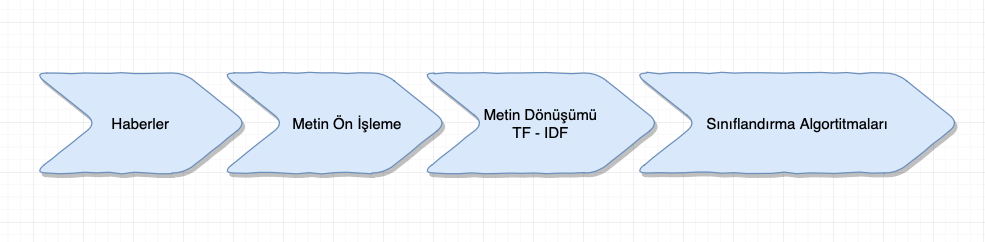 Haberler
Metin Ön İşleme
Metin Dönüşümü
TF - IDF
Sınıflandırma Algortitmaları